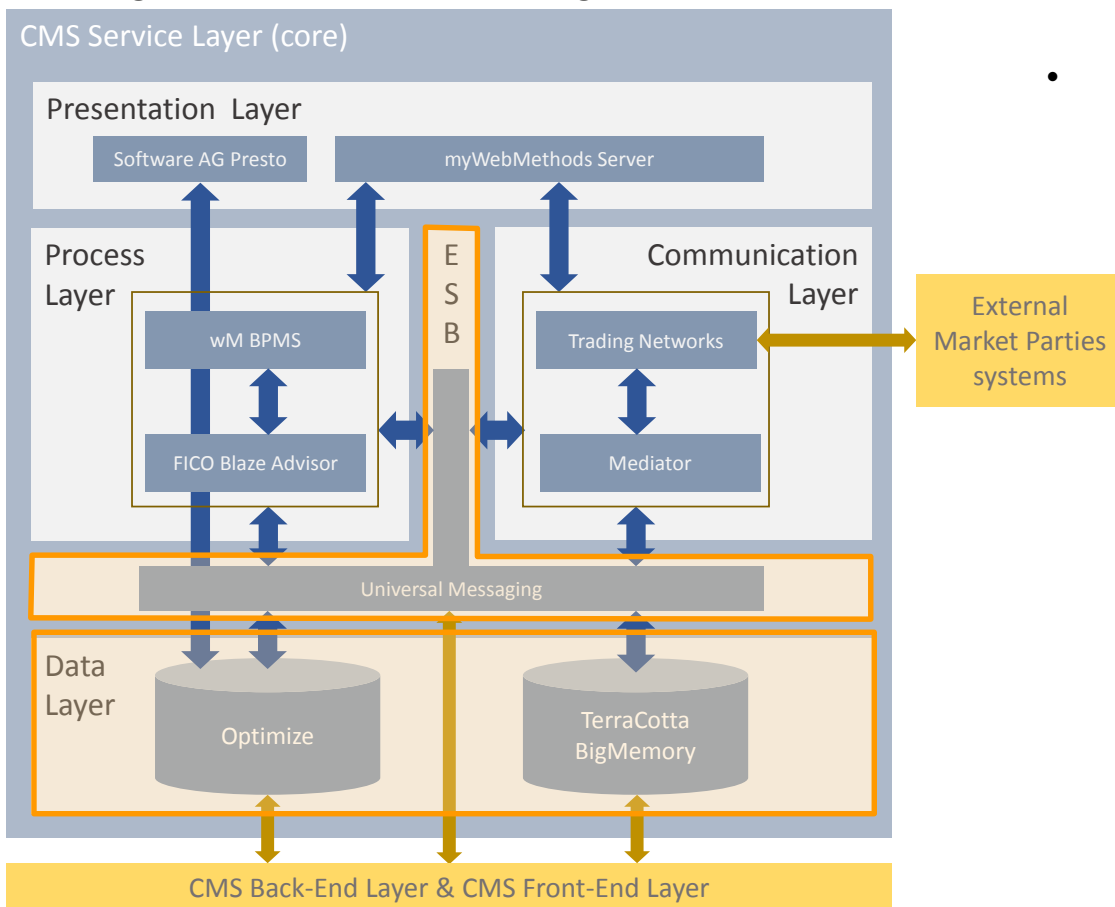 CMS Service Layer (core)
•
Presentation Layer
Software AG Presto
myWebMethods Server
Process
Layer
E
S
B
Communication
Layer
External
Market Parties
systems
wM BPMS
Trading Networks
FICO Blaze Advisor
Mediator
Universal Messaging
Data
Layer
Optimize
TerraCotta
BigMemory
CMS Back-End Layer & CMS Front-End Layer